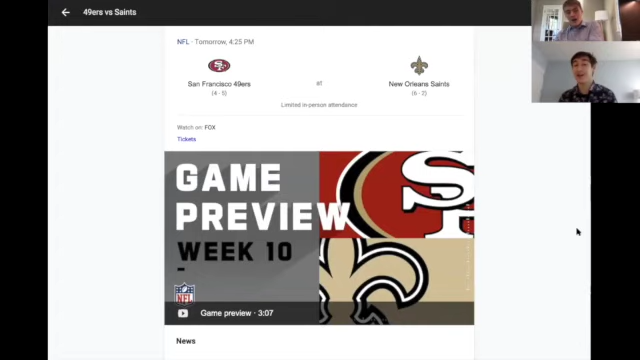 49ers vs Saints
NFL · Tomorrow, 4:25 PM
San Francisco 49ers
at
New Orleans Saints
(4 - 5)
(6 - 2)
Limited in-person attendance
Watch on: FOX
Tickets
GAME
PREVIEW
WEEK 10
NFL
Game preview · 3:07
News